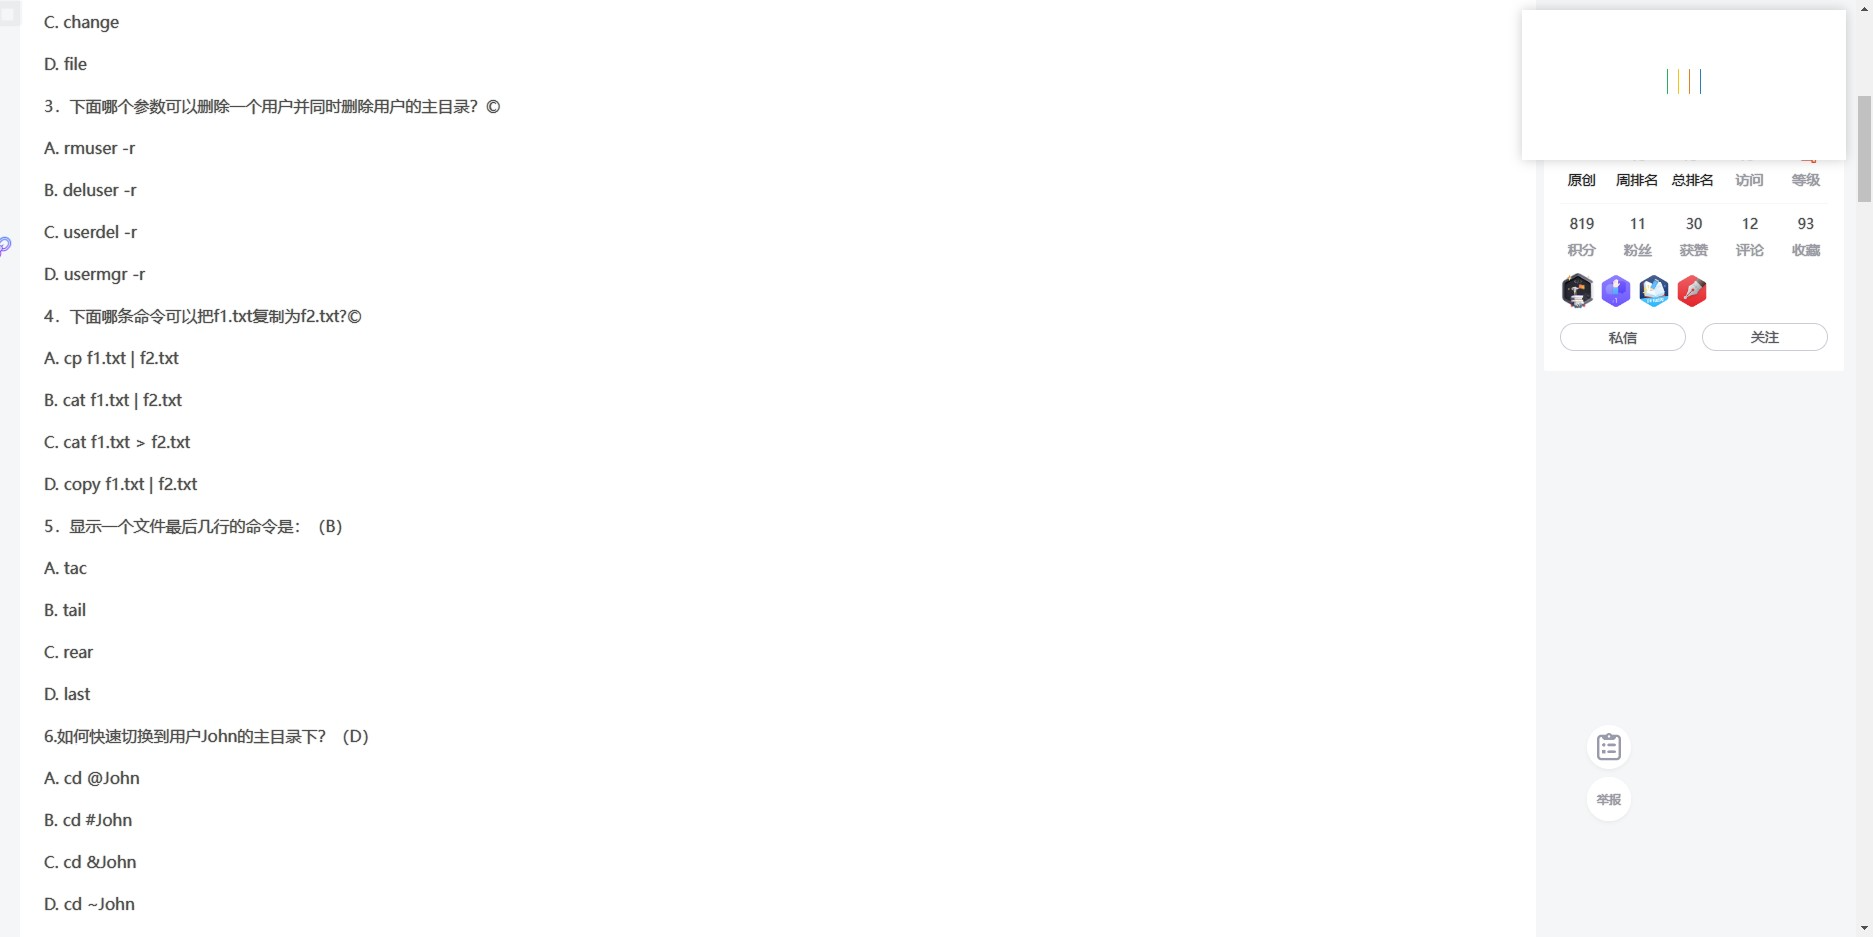 C. change
D. file
3．下面哪个参数可以删除一个用户并同时删除用户的主目录？©
A. rmuser -r
B. deluser -r
C. userdel -r
D. usermgr -r
4．下面哪条命令可以把f1.txt复制为f2.txt?©
A. cp f1.txt | f2.txt
B. cat f1.txt | f2.txt
C. cat f1.txt > f2.txt
D. copy f1.txt | f2.txt
5．显示一个文件最后几行的命令是：（B）
A. tac
B. tail
C. rear
D. last
6.如何快速切换到用户John的主目录下？（D）
A. cd @John
B. cd #John
C. cd &John
D. cd ~John
原创 周排名 总排名 访问 等级
819 11 30 12 93
积分 粉丝 获赞 评论 收藏
私信 关注
举报